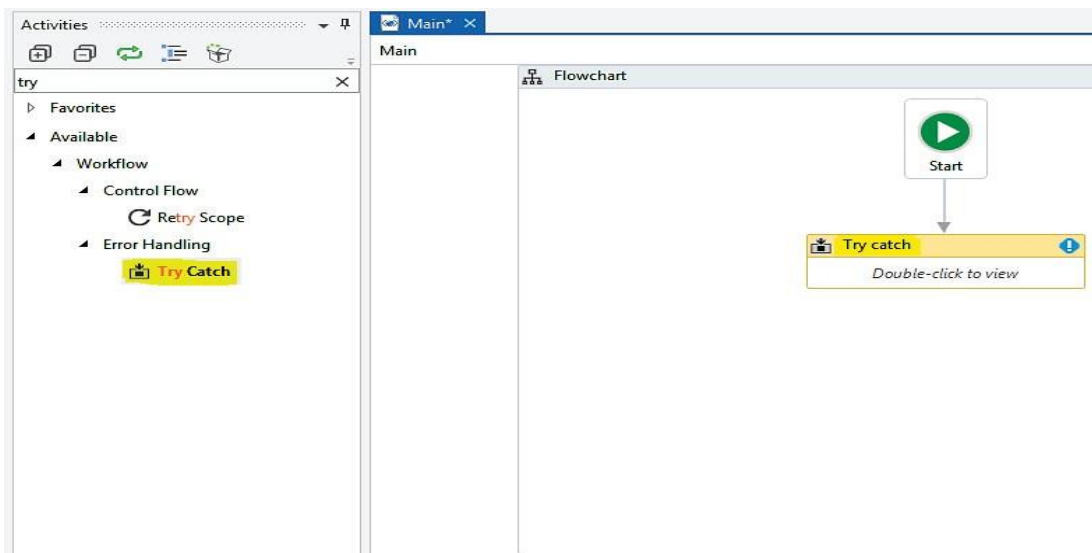 Activities
try
Favorites
Available
Workflow
Control Flow
Retry Scope
Error Handling
Try Catch
Main*
Main
Flowchart
Start
Try catch
Double-click to view